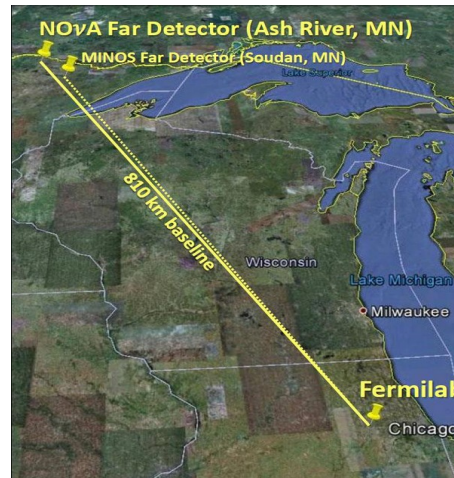 NOνA Far Detector (Ash River, MN)
MINOS Far Detector (Soudan, MN)
Lake Superior
810 km baseline
Wisconsin
Lake Michigan
Milwaukee
Fermilab
Chicago